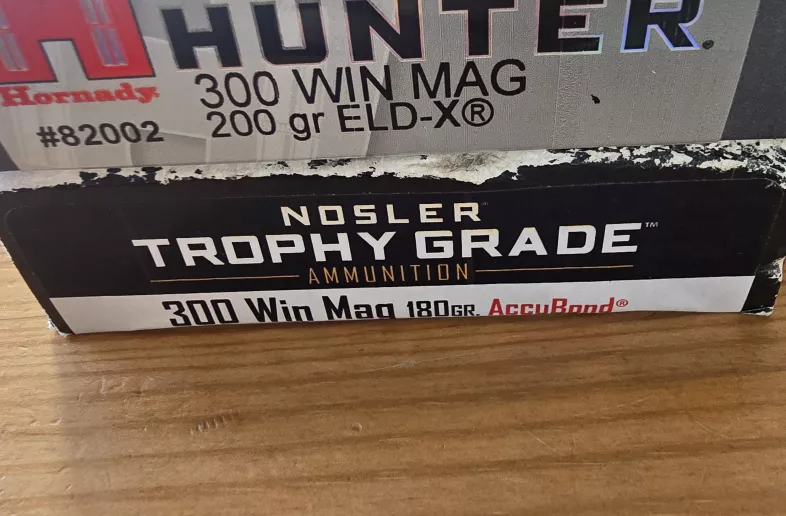 HUNTER
Hornady®
300 WIN MAG
#82002
200 gr ELD-X®
NOSLER
TROPHY GRADE™
AMMUNITION
300 Win Mag 180GR. AccuBond®